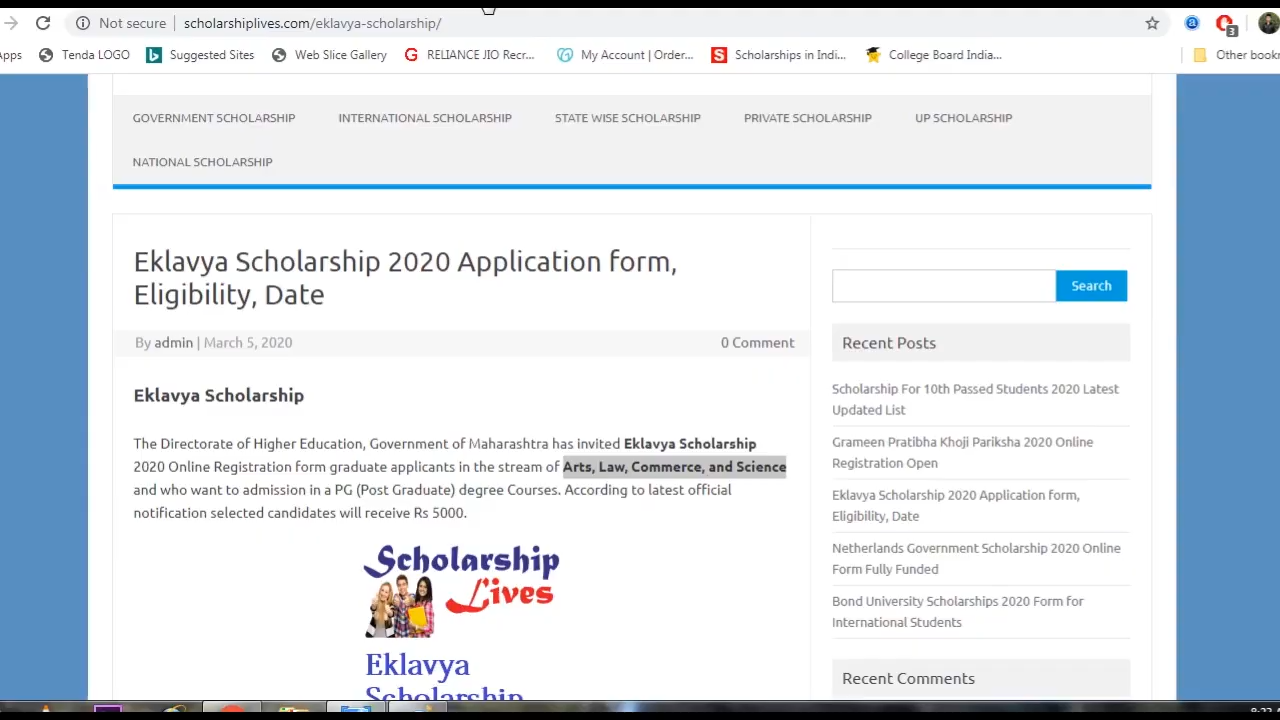 Not secure
scholarshiplives.com/eklavya-scholarship/
3
Tenda LOGO
Suggested Sites
Web Slice Gallery
RELIANCE JIO Recr...
My Account | Order...
Scholarships in Indi...
College Board India...
GOVERNMENT SCHOLARSHIP
INTERNATIONAL SCHOLARSHIP
STATE WISE SCHOLARSHIP
PRIVATE SCHOLARSHIP
UP SCHOLARSHIP
NATIONAL SCHOLARSHIP
Eklavya Scholarship 2020 Application form,
Eligibility, Date
By admin | March 5, 2020
0 Comment
Eklavya Scholarship
The Directorate of Higher Education, Government of Maharashtra has invited Eklavya Scholarship
2020 Online Registration form graduate applicants in the stream of Arts, Law, Commerce, and Science
and who want to admission in a PG (Post Graduate) degree Courses. According to latest official
notification selected candidates will receive Rs 5000.
Scholarship
Lives
Eklavya
Scholarship
Search
Recent Posts
Scholarship For 10th Passed Students 2020 Latest
Updated List
Grameen Pratibha Khoji Pariksha 2020 Online
Registration Open
Eklavya Scholarship 2020 Application form,
Eligibility, Date
Netherlands Government Scholarship 2020 Online
Form Fully Funded
Bond University Scholarships 2020 Form for
International Students
Recent Comments